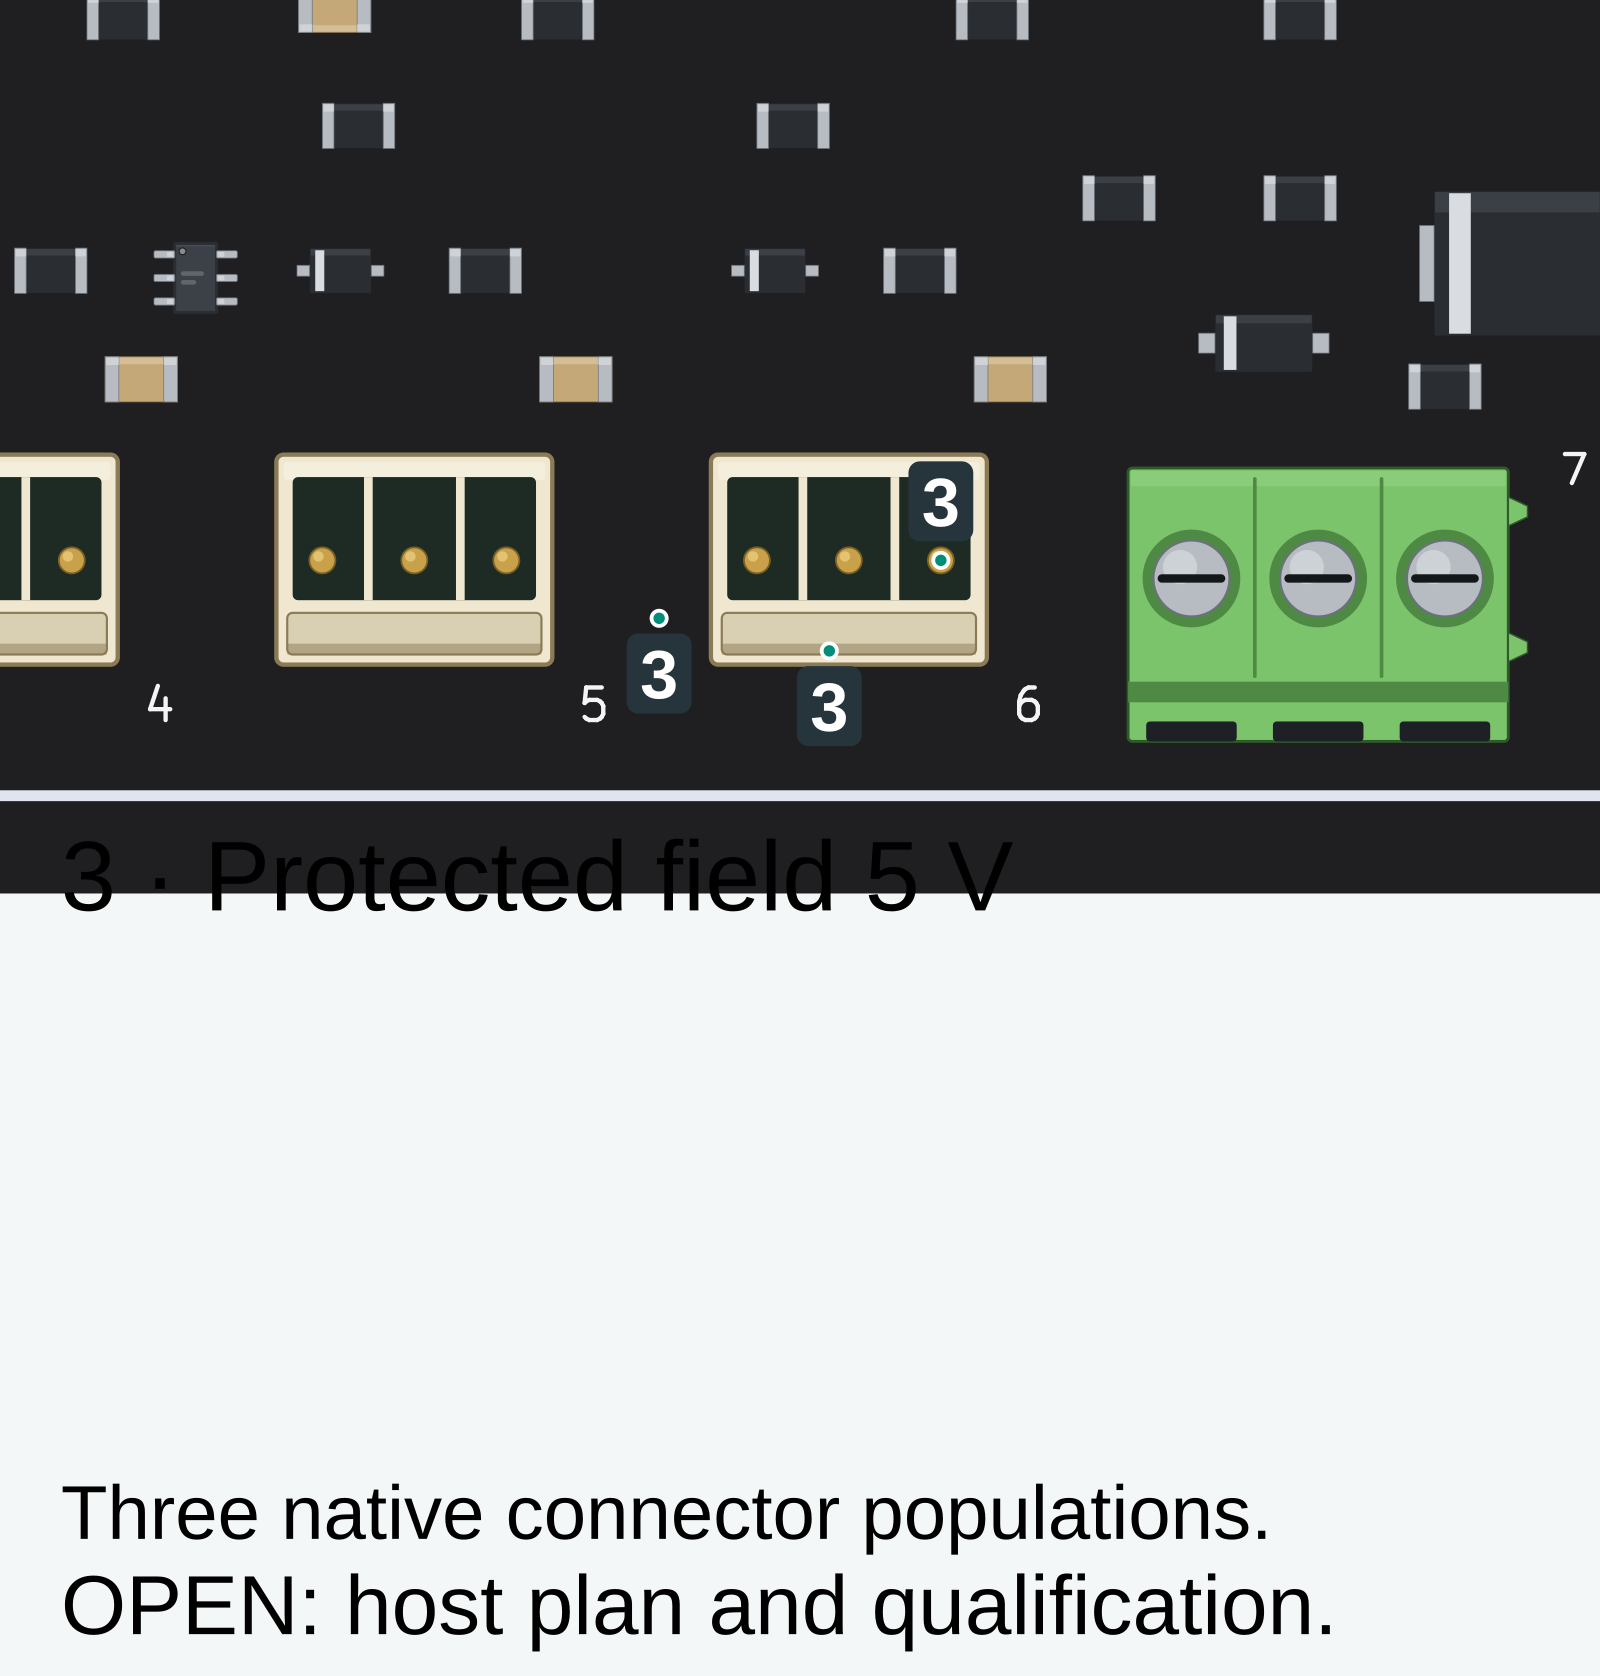 7
3
3
3
4
5
6
3 · Protected field 5 V
Three native connector populations.
OPEN: host plan and qualification.